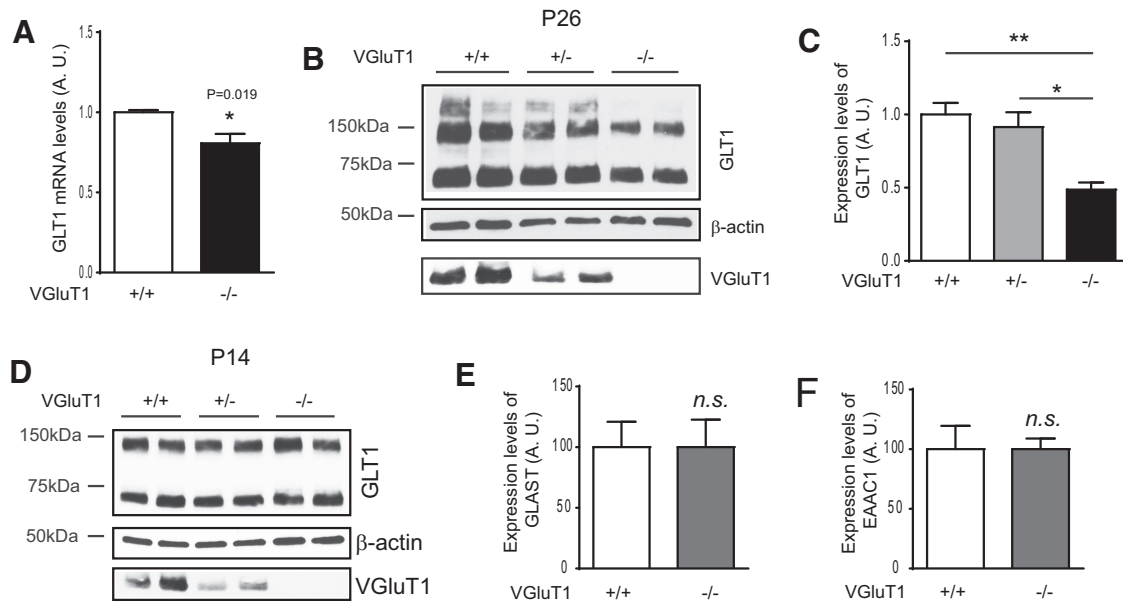 A
GLT1 mRNA levels (A. U.)
1.5
1.0
0.5
0.0
P=0.019
*
VGluT1 +/+ -/-
P26
B
VGluT1 +/+ +/- -/-
150kDa
75kDa
50kDa
GLT1
β-actin
VGluT1
C
Expression levels of
GLT1 (A. U.)
1.5
1.0
0.5
0.0
**
*
VGluT1 +/+ +/- -/-
P14
D
VGluT1 +/+ +/- -/-
150kDa
75kDa
50kDa
GLT1
β-actin
VGluT1
E
Expression levels of
GLAST (A. U.)
150
100
50
0
n.s.
VGluT1 +/+ -/-
F
Expression levels of
EAAC1 (A. U.)
150
100
50
0
n.s.
VGluT1 +/+ -/-